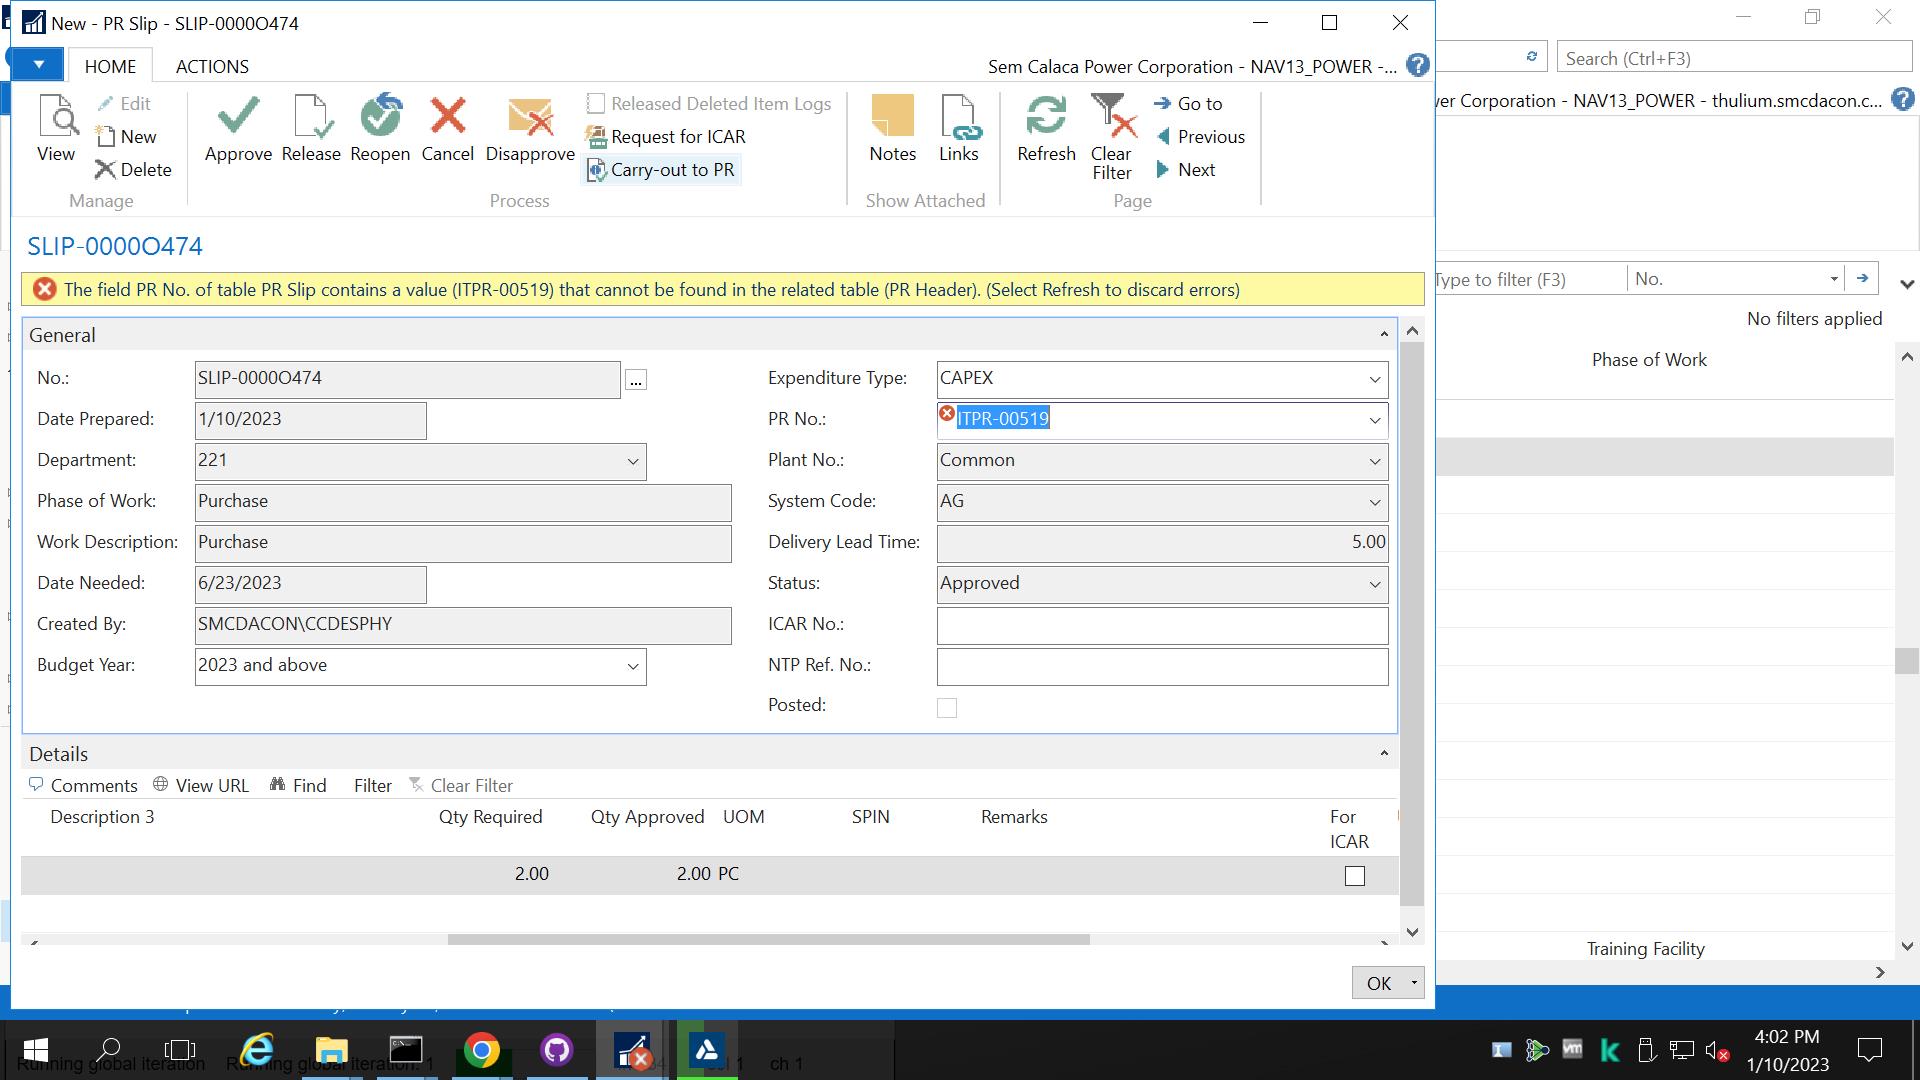 New - PR Slip - SLIP-0000O474
HOME
ACTIONS
Sem Calaca Power Corporation - NAV13_POWER -...
Search (Ctrl+F3)
wer Corporation - NAV13_POWER - thulium.smcdacon.c...
View
Edit
New
Delete
Manage
Approve
Release
Reopen
Cancel
Disapprove
Released Deleted Item Logs
Request for ICAR
Carry-out to PR
Process
Notes
Links
Show Attached
Refresh
Clear
Filter
Go to
Previous
Next
Page
SLIP-0000O474
The field PR No. of table PR Slip contains a value (ITPR-00519) that cannot be found in the related table (PR Header). (Select Refresh to discard errors)
Type to filter (F3)
No.
No filters applied
Phase of Work
General
No.: SLIP-0000O474 ...
Expenditure Type: CAPEX
Date Prepared: 1/10/2023
PR No.: ITPR-00519
Department: 221
Plant No.: Common
Phase of Work: Purchase
System Code: AG
Work Description: Purchase
Delivery Lead Time: 5.00
Date Needed: 6/23/2023
Status: Approved
Created By: SMCDACON\CCDESPHY
ICAR No.:
Budget Year: 2023 and above
NTP Ref. No.:
Posted:
Details
Comments View URL Find Filter Clear Filter
Description 3 Qty Required Qty Approved UOM SPIN Remarks For
ICAR
2.00 2.00 PC
Training Facility
OK
Running global iteration Running global iteration: 1 ch 1
4:02 PM
1/10/2023